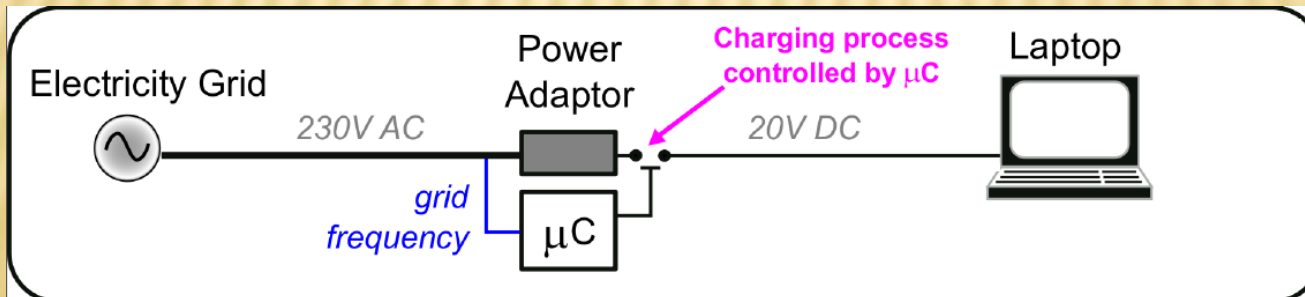 Electricity Grid
230V AC
grid
frequency
Power
Adaptor
μC
Charging process
controlled by μC
20V DC
Laptop